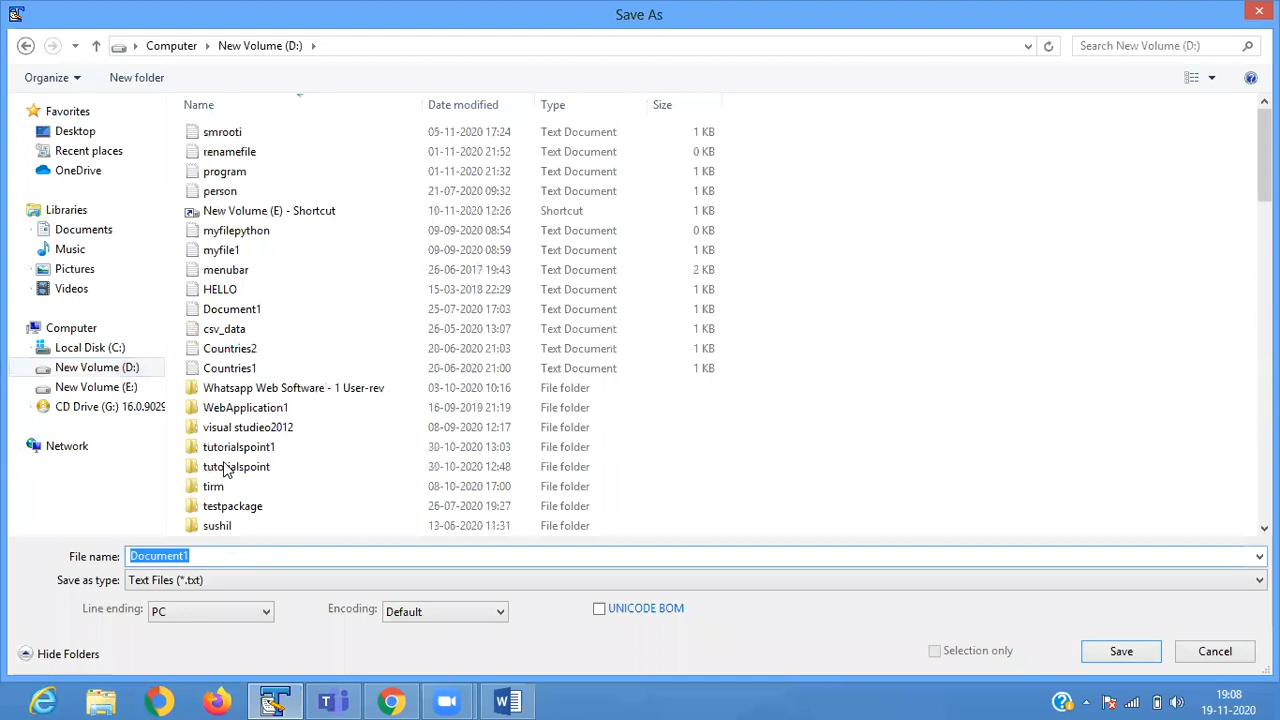 Save As
Computer New Volume (D:) Search New Volume (D:)
Organize New folder
Name Date modified Type Size
Favorites
Desktop
Recent places
OneDrive
Libraries
Documents
Music
Pictures
Videos
Computer
Local Disk (C:)
New Volume (D:)
New Volume (E:)
CD Drive (G:) 16.0.9029
Network
smrooti 05-11-2020 17:24 Text Document 1 KB
renamefile 01-11-2020 21:52 Text Document 0 KB
program 01-11-2020 21:32 Text Document 1 KB
person 21-07-2020 09:32 Text Document 1 KB
New Volume (E) - Shortcut 10-11-2020 12:26 Shortcut 1 KB
myfilepython 09-09-2020 08:54 Text Document 0 KB
myfile1 09-09-2020 08:59 Text Document 1 KB
menubar 26-06-2017 19:43 Text Document 2 KB
HELLO 15-03-2018 22:29 Text Document 1 KB
Document1 25-07-2020 17:03 Text Document 1 KB
csv_data 26-05-2020 13:07 Text Document 1 KB
Countries2 20-06-2020 21:03 Text Document 1 KB
Countries1 20-06-2020 21:00 Text Document 1 KB
Whatsapp Web Software - 1 User-rev 03-10-2020 10:16 File folder
WebApplication1 16-09-2019 21:19 File folder
visual studieo2012 08-09-2020 12:17 File folder
tutorialspoint1 30-10-2020 13:03 File folder
tutorialspoint 30-10-2020 12:48 File folder
tirm 08-10-2020 17:00 File folder
testpackage 26-07-2020 19:27 File folder
sushil 13-06-2020 11:31 File folder
File name: Document1
Save as type: Text Files (*.txt)
Line ending: PC Encoding: Default UNICODE BOM
Hide Folders Selection only Save Cancel
19:08
19-11-2020